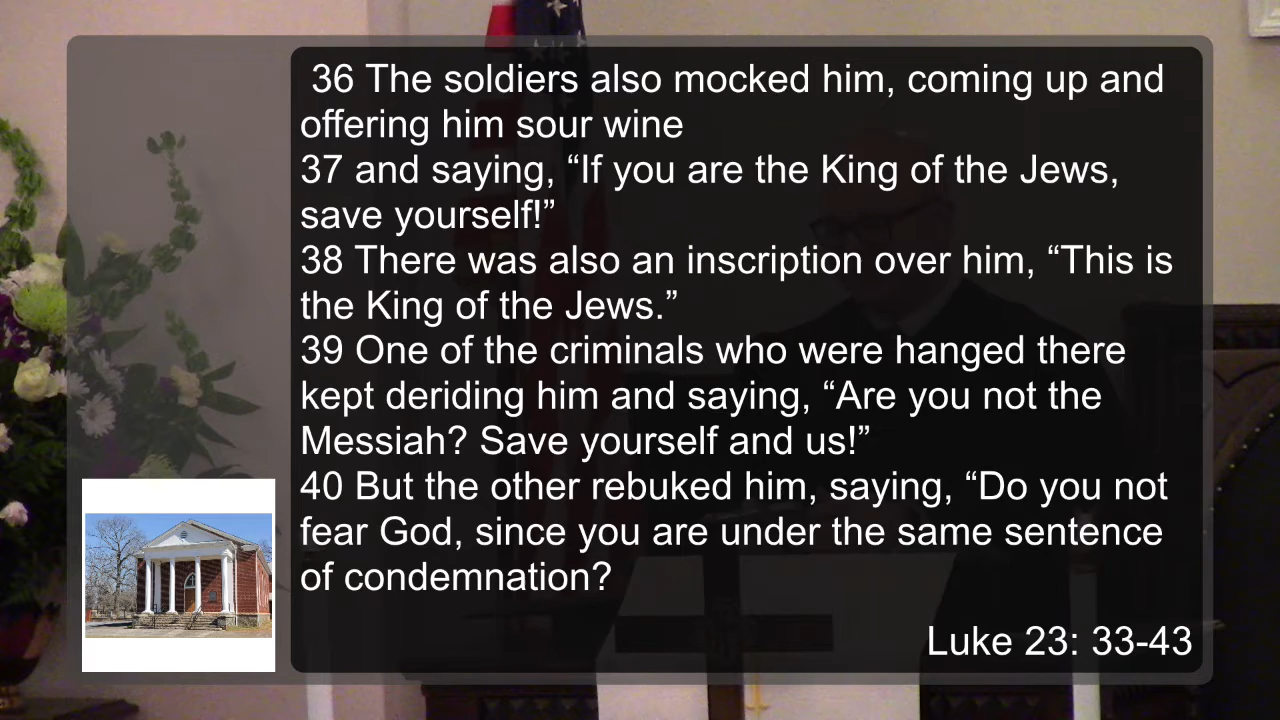 36 The soldiers also mocked him, coming up and
offering him sour wine
37 and saying, “If you are the King of the Jews,
save yourself!”
38 There was also an inscription over him, “This is
the King of the Jews.”
39 One of the criminals who were hanged there
kept deriding him and saying, “Are you not the
Messiah? Save yourself and us!”
40 But the other rebuked him, saying, “Do you not
fear God, since you are under the same sentence
of condemnation?
Luke 23: 33-43